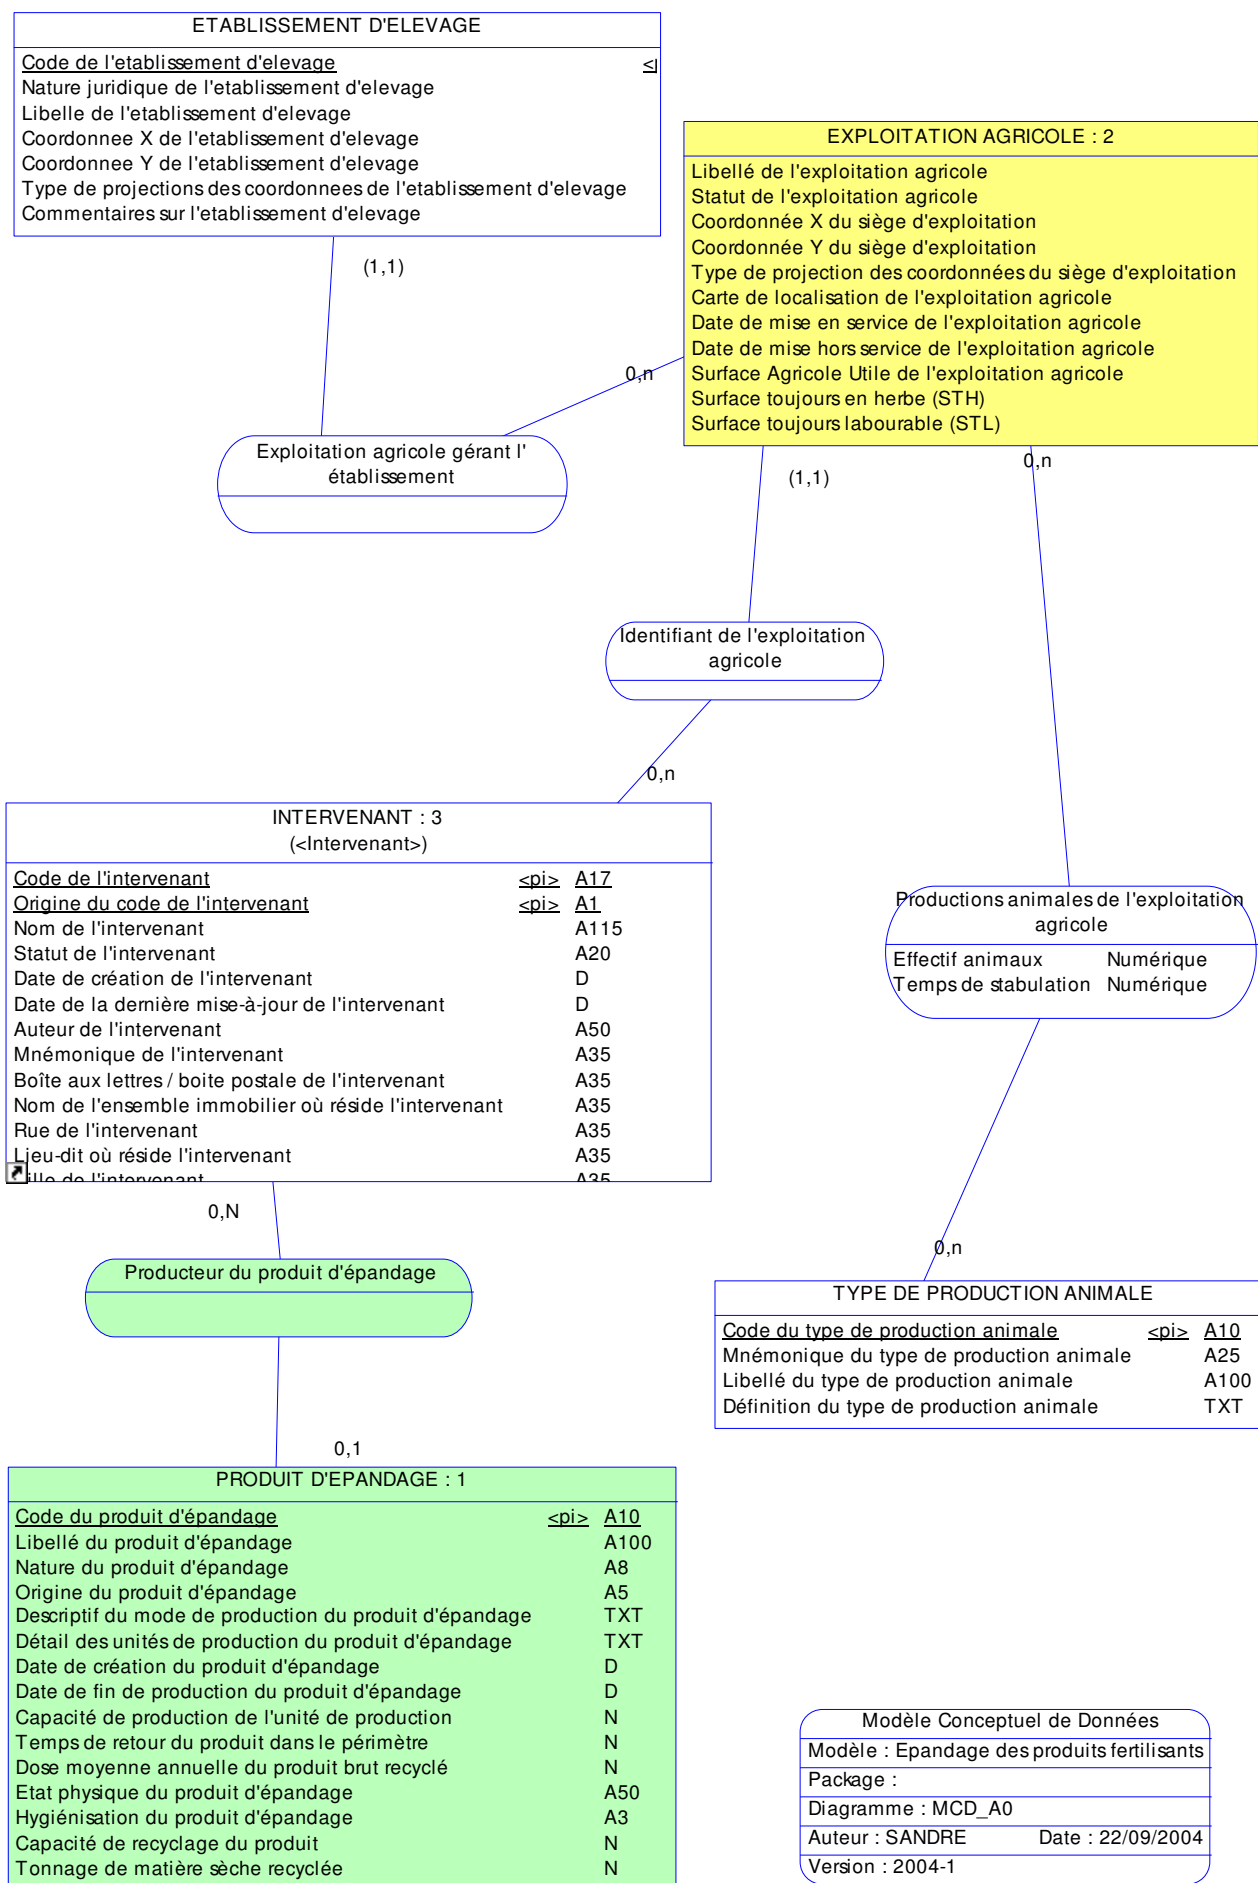 ETABLISSEMENT D'ELEVAGE
Code de l'etablissement d'elevage
Nature juridique de l'etablissement d'elevage
Libelle de l'etablissement d'elevage
Coordonnee X de l'etablissement d'elevage
Coordonnee Y de l'etablissement d'elevage
Type de projections des coordonnees de l'etablissement d'elevage
Commentaires sur l'etablissement d'elevage
(1,1)
EXPLOITATION AGRICOLE : 2
Libellé de l'exploitation agricole
Statut de l'exploitation agricole
Coordonnée X du siège d'exploitation
Coordonnée Y du siège d'exploitation
Type de projection des coordonnées du siège d'exploitation
Carte de localisation de l'exploitation agricole
Date de mise en service de l'exploitation agricole
Date de mise hors service de l'exploitation agricole
Surface Agricole Utile de l'exploitation agricole
Surface toujours en herbe (STH)
Surface toujours labourable (STL)
0,n
Exploitation agricole gérant l'
établissement
(1,1)
0,n
Identifiant de l'exploitation
agricole
0,n
INTERVENANT : 3
(<Intervenant>)
Code de l'intervenant <pi> A17
Origine du code de l'intervenant <pi> A1
Nom de l'intervenant A115
Statut de l'intervenant A20
Date de création de l'intervenant D
Date de la dernière mise-à-jour de l'intervenant D
Auteur de l'intervenant A50
Mnémonique de l'intervenant A35
Boîte aux lettres / boite postale de l'intervenant A35
Nom de l'ensemble immobilier où réside l'intervenant A35
Rue de l'intervenant A35
Lieu-dit où réside l'intervenant A35
de l'intervenant A35
Productions animales de l'exploitation
agricole
Effectif animaux Numérique
Temps de stabulation Numérique
0,N
Producteur du produit d'épandage
0,n
TYPE DE PRODUCTION ANIMALE
Code du type de production animale <pi> A10
Mnémonique du type de production animale A25
Libellé du type de production animale A100
Définition du type de production animale TXT
0,1
PRODUIT D'EPANDAGE : 1
Code du produit d'épandage <pi> A10
Libellé du produit d'épandage A100
Nature du produit d'épandage A8
Origine du produit d'épandage A5
Descriptif du mode de production du produit d'épandage TXT
Détail des unités de production du produit d'épandage TXT
Date de création du produit d'épandage D
Date de fin de production du produit d'épandage D
Capacité de production de l'unité de production N
Temps de retour du produit dans le périmètre N
Dose moyenne annuelle du produit brut recyclé N
Etat physique du produit d'épandage A50
Hygiénisation du produit d'épandage A3
Capacité de recyclage du produit N
Tonnage de matière sèche recyclée N
Modèle Conceptuel de Données
Modèle : Epandage des produits fertilisants
Package :
Diagramme : MCD_A0
Auteur : SANDRE Date : 22/09/2004
Version : 2004-1